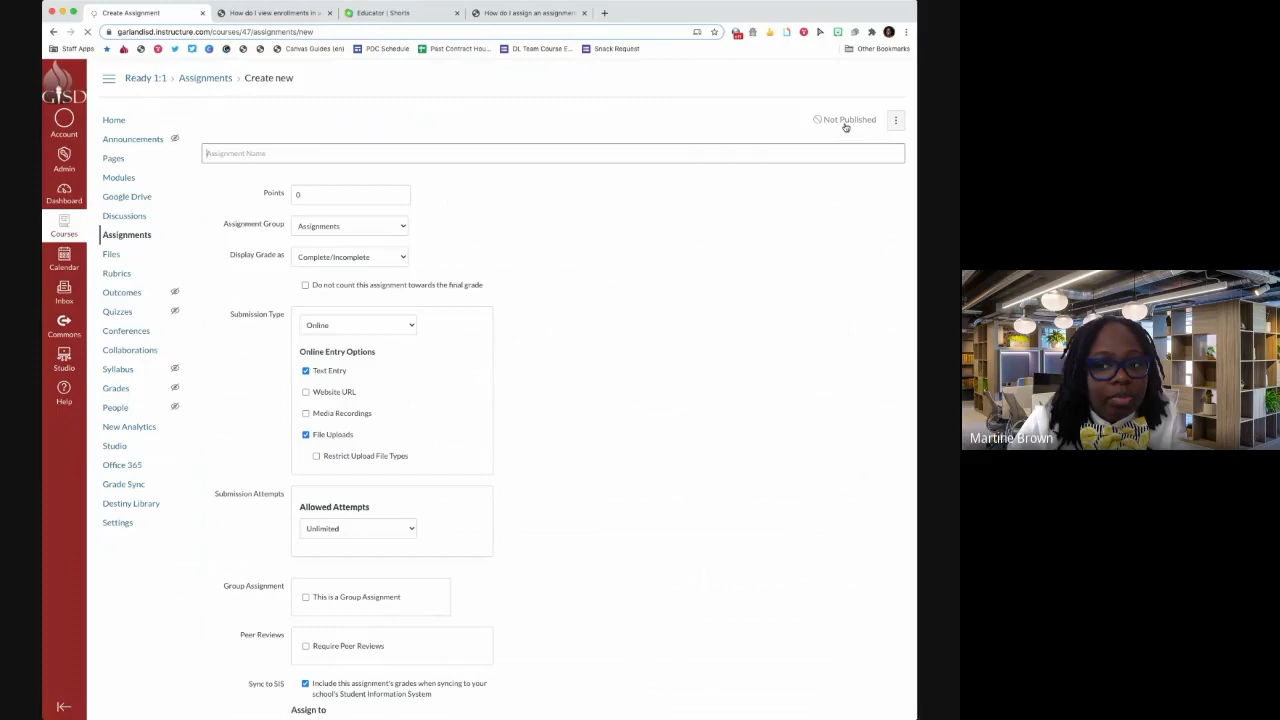 Create Assignment
How do I view enrollments in a
Educator | Shorts
How do I assign an assignment
garlandisd.instructure.com/courses/47/assignments/new
Staff Apps
Canvas Guides (en)
PDC Schedule
Past Contract Hou...
DL Team Course E...
Snack Request
Other Bookmarks
GISD
Account
Admin
Dashboard
Courses
Calendar
Inbox
Commons
Studio
Help
Ready 1:1 > Assignments > Create new
Home
Announcements
Pages
Modules
Google Drive
Discussions
Assignments
Files
Rubrics
Outcomes
Quizzes
Conferences
Collaborations
Syllabus
Grades
People
New Analytics
Studio
Office 365
Grade Sync
Destiny Library
Settings
Not Published
Assignment Name
Points 0
Assignment Group Assignments
Display Grade as Complete/Incomplete
Do not count this assignment towards the final grade
Submission Type Online
Online Entry Options
Text Entry
Website URL
Media Recordings
File Uploads
Restrict Upload File Types
Submission Attempts
Allowed Attempts
Unlimited
Group Assignment This is a Group Assignment
Peer Reviews Require Peer Reviews
Sync to SIS Include this assignment's grades when syncing to your
school's Student Information System
Assign to
Martine Brown